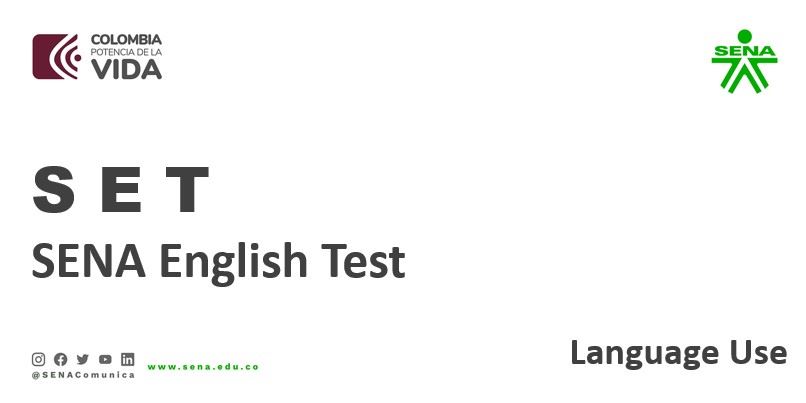 COLOMBIA
POTENCIA DE LA
VIDA
SENA
S E T
SENA English Test
Language Use
@SENAComunica
www.sena.edu.co